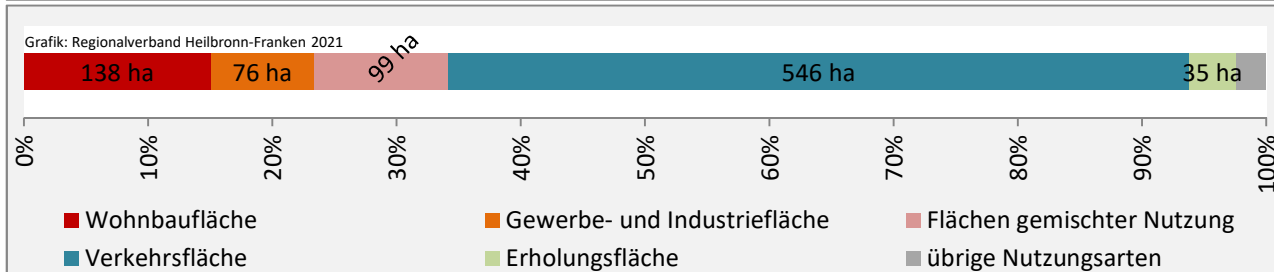 Grafik: Regionalverband Heilbronn-Franken 2021
138 ha 76 ha 99 ha 546 ha 35 ha
0% 10% 20% 30% 40% 50% 60% 70% 80% 90% 100%
Wohnbaufläche Gewerbe- und Industriefläche Flächen gemischter Nutzung
Verkehrsfläche Erholungsfläche übrige Nutzungsarten